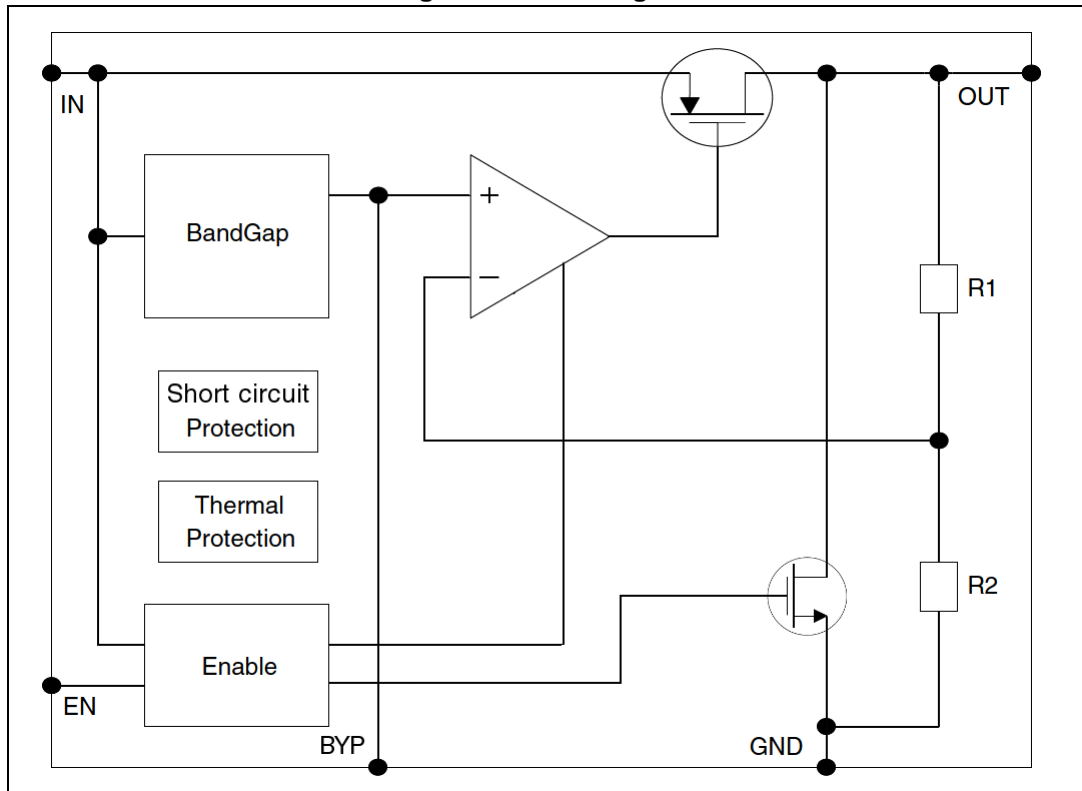 IN
OUT
BandGap
+
−
R1
Short circuit
Protection
Thermal
Protection
R2
Enable
EN
BYP
GND